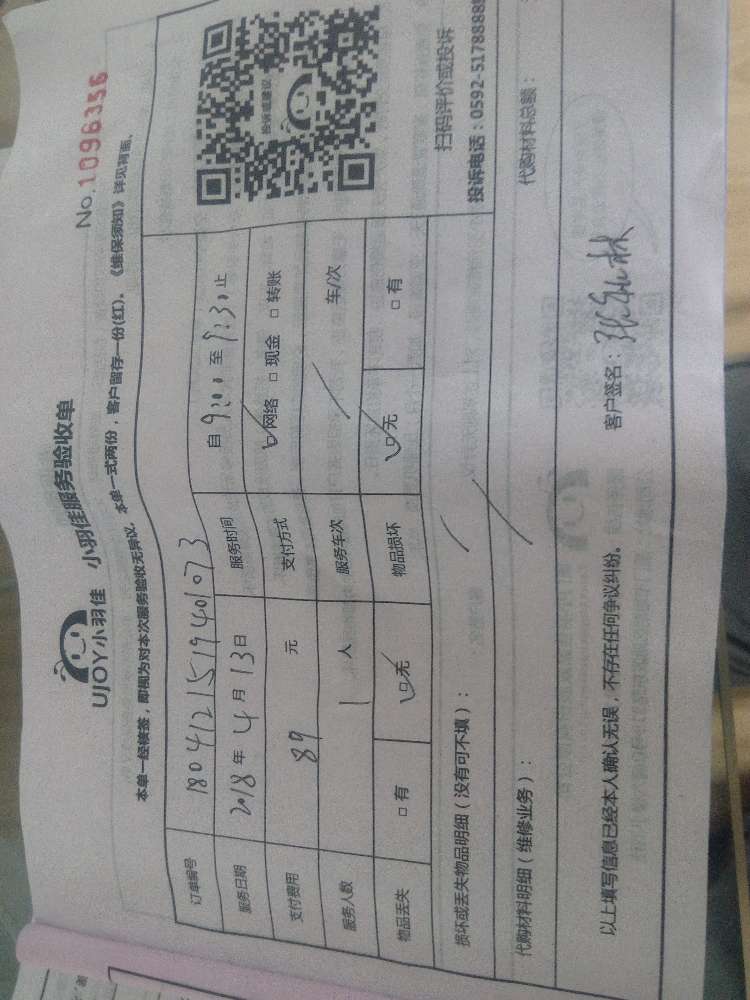 No.1096356
UJOY小羽佳 小羽佳服务验收单
本单一经核签，即视为对本次服务验收无异议。本单一式两份，客户留存一份(红)。《维保须知》详见背面。
订单编号 180412151940107 3
服务日期 2018年4月13日 服务时间 自9:00至9:30止
支付费用 89 元 支付方式 网络 □现金 □转账
服务人数 1 人 服务车次 / 车/次
物品丢失 □有 □无 物品损坏 □无 □有
投诉或建议
扫码评价或投诉
投诉电话：0592-5178888
损坏或丢失物品明细（没有可不填）： /
代购材料明细（维修业务）： / 代购材料总额：
以上填写信息已经本人确认无误，不存在任何争议纠纷。 客户签名：